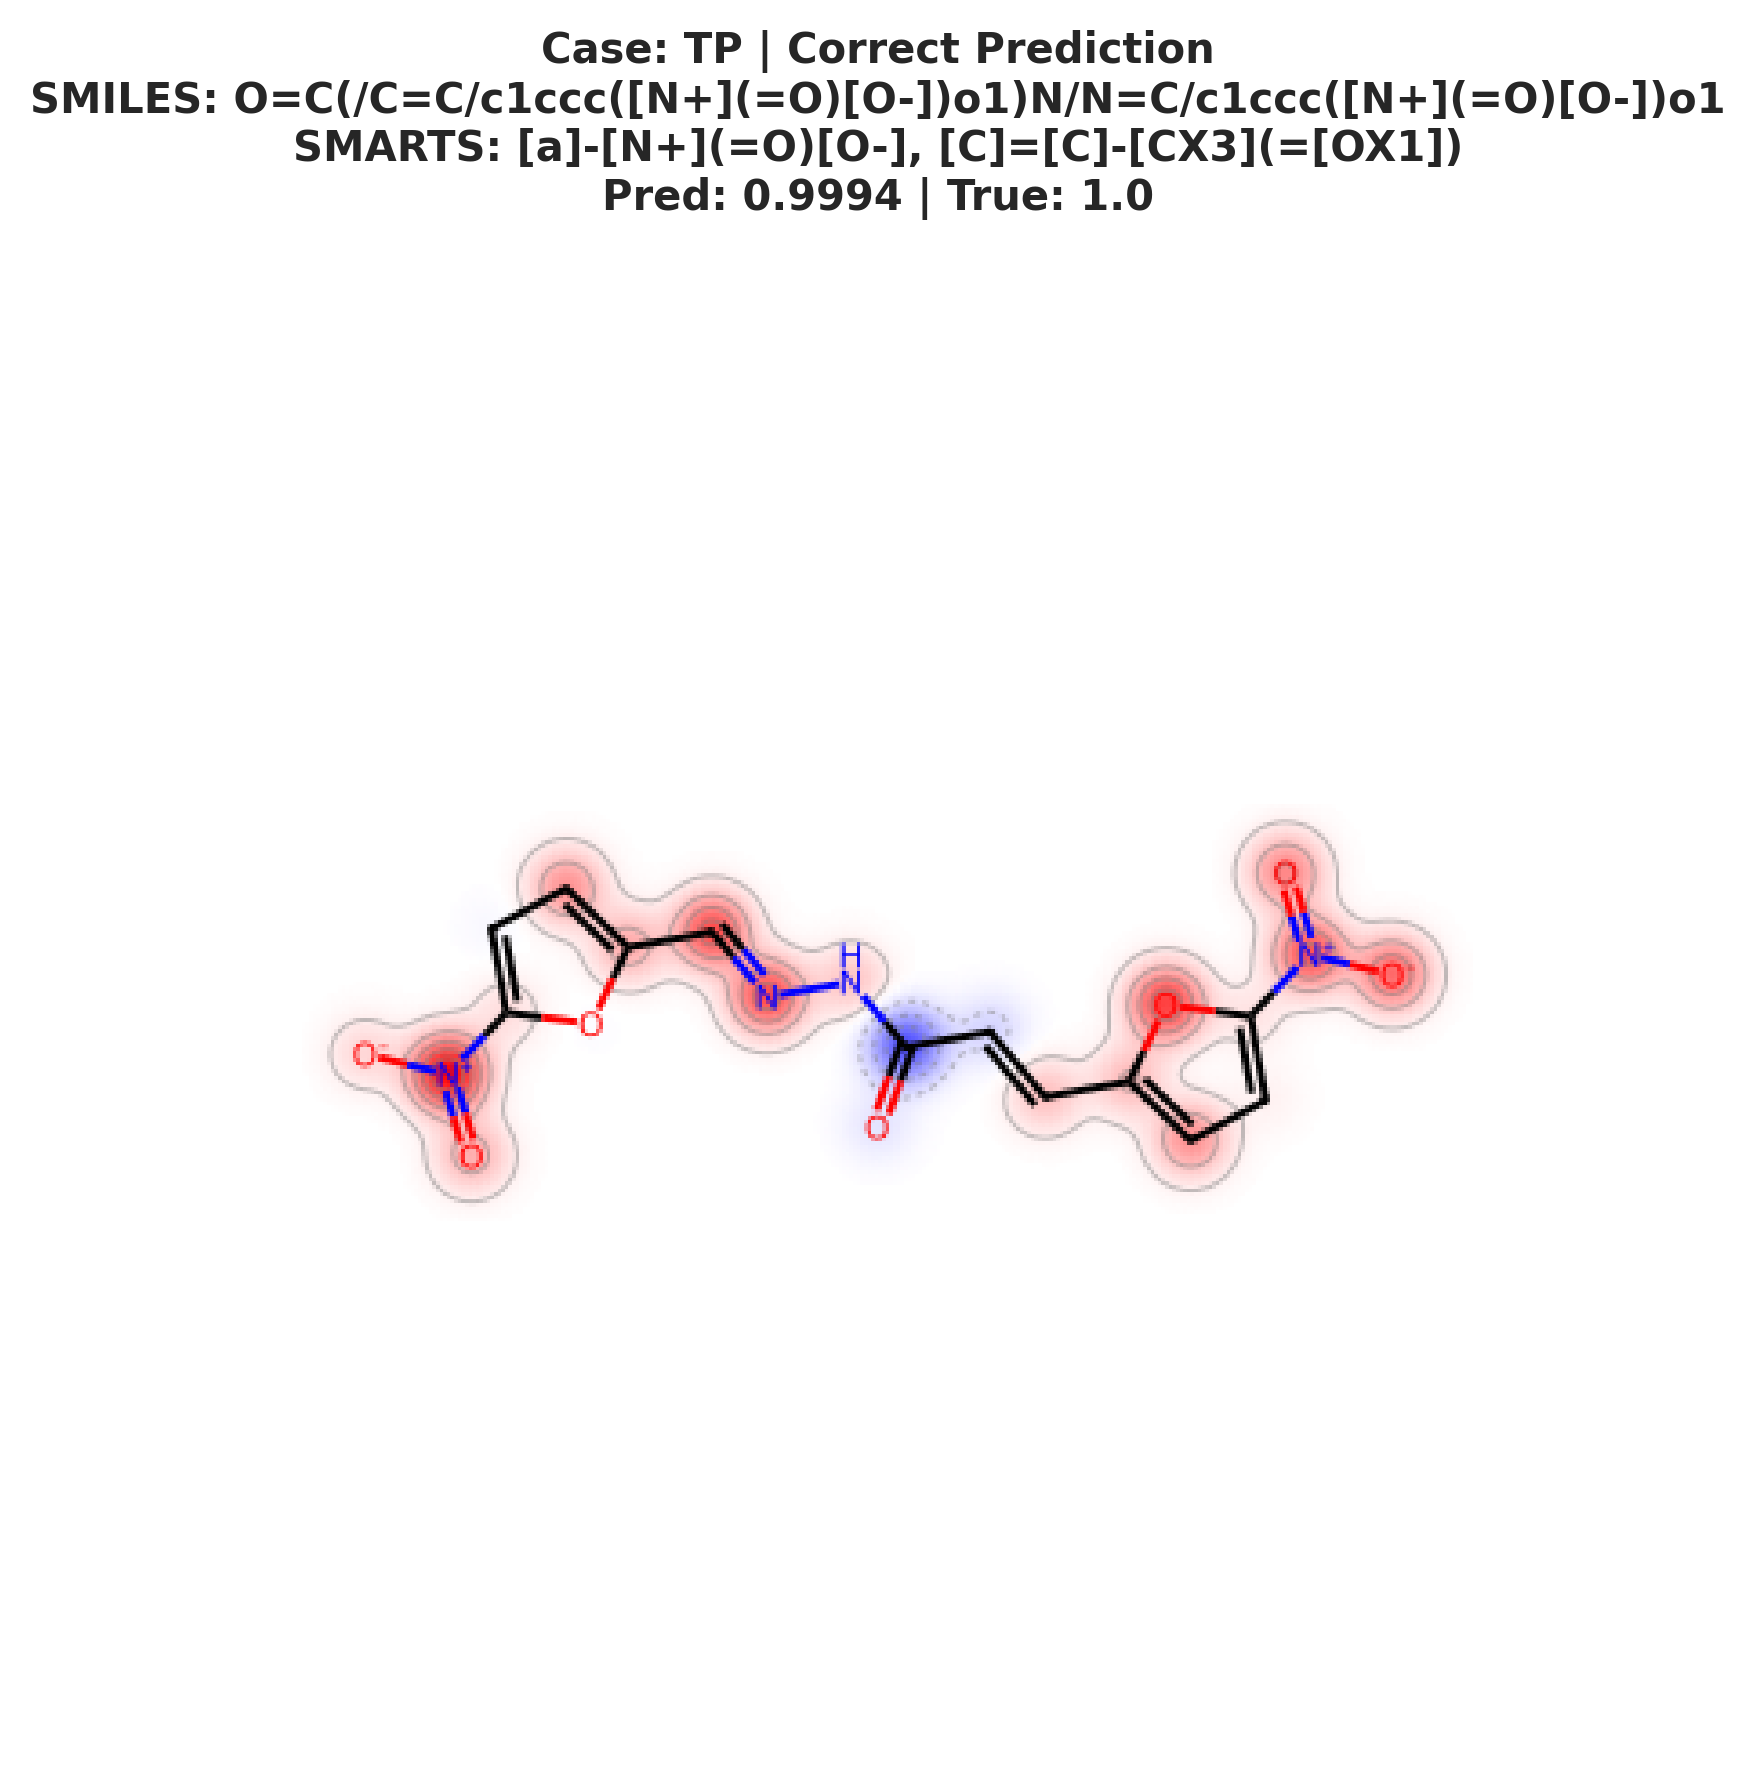 Case: TP | Correct Prediction
SMILES: O=C(/C=C/c1ccc([N+](=O)[O-])o1)N/N=C/c1ccc([N+](=O)[O-])o1
SMARTS: [a]-[N+](=O)[O-], [C]=[C]-[CX3](=[OX1])
Pred: 0.9994 | True: 1.0
O
N+
O-
H
N
N
O
O
O-
N+
O
O